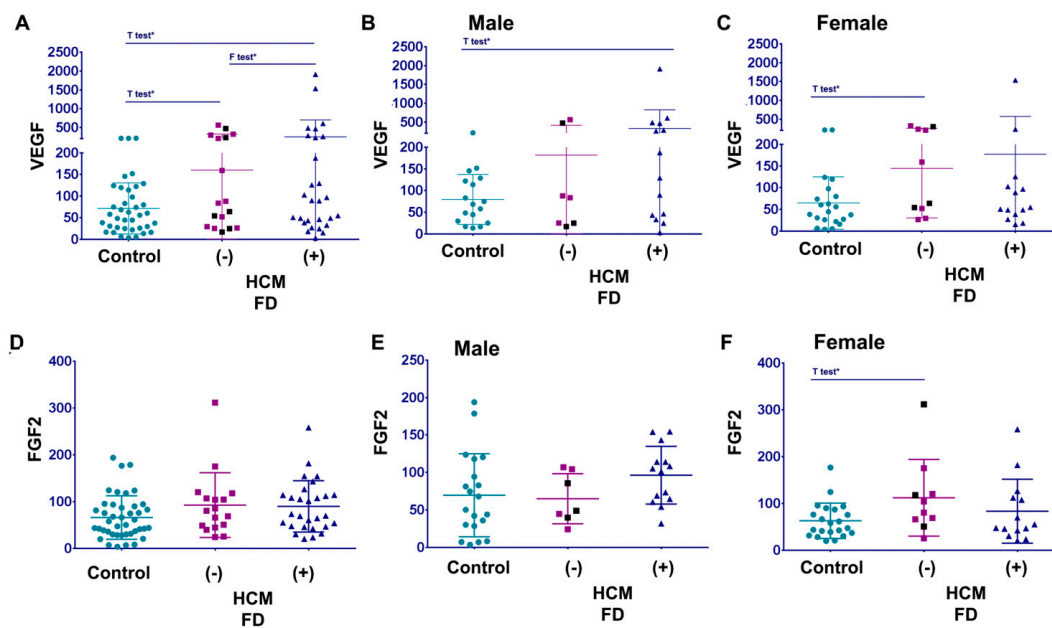 A
T test*
F test*
T test*
VEGF
2500
2000
1500
1000
500
200
150
100
50
0
Control
(-)
(+)
HCM
FD
B
Male
T test*
VEGF
2500
2000
1500
1000
500
200
150
100
50
0
Control
(-)
(+)
HCM
FD
C
Female
T test*
VEGF
2500
2000
1500
1000
500
200
150
100
50
0
Control
(-)
(+)
HCM
FD
D
FGF2
400
300
200
100
0
Control
(-)
(+)
HCM
FD
E
Male
FGF2
250
200
150
100
50
0
Control
(-)
(+)
HCM
FD
F
Female
T test*
FGF2
400
300
200
100
0
Control
(-)
(+)
HCM
FD